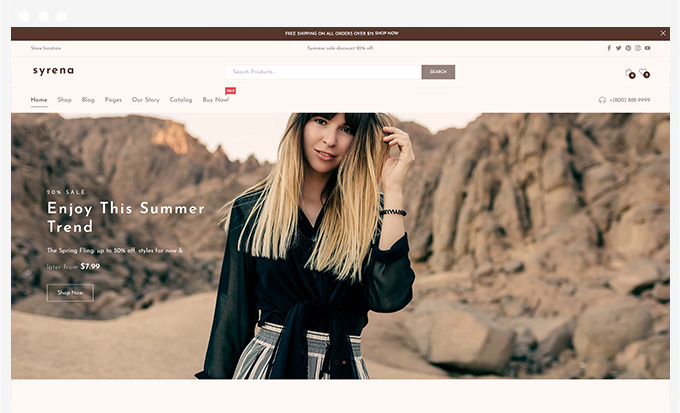 FREE SHIPPING ON ALL ORDERS OVER $75 SHOP NOW
Store location
Summer sale discount 50% off.
syrena
Search Products...
SEARCH
0
0
SALE
Home Shop Blog Pages Our Story Catalog Buy Now!
+(800) 888 9999
20% SALE
Enjoy This Summer
Trend
The Spring Fling: up to 30% off, styles for now &
later from $7.99
Shop Now